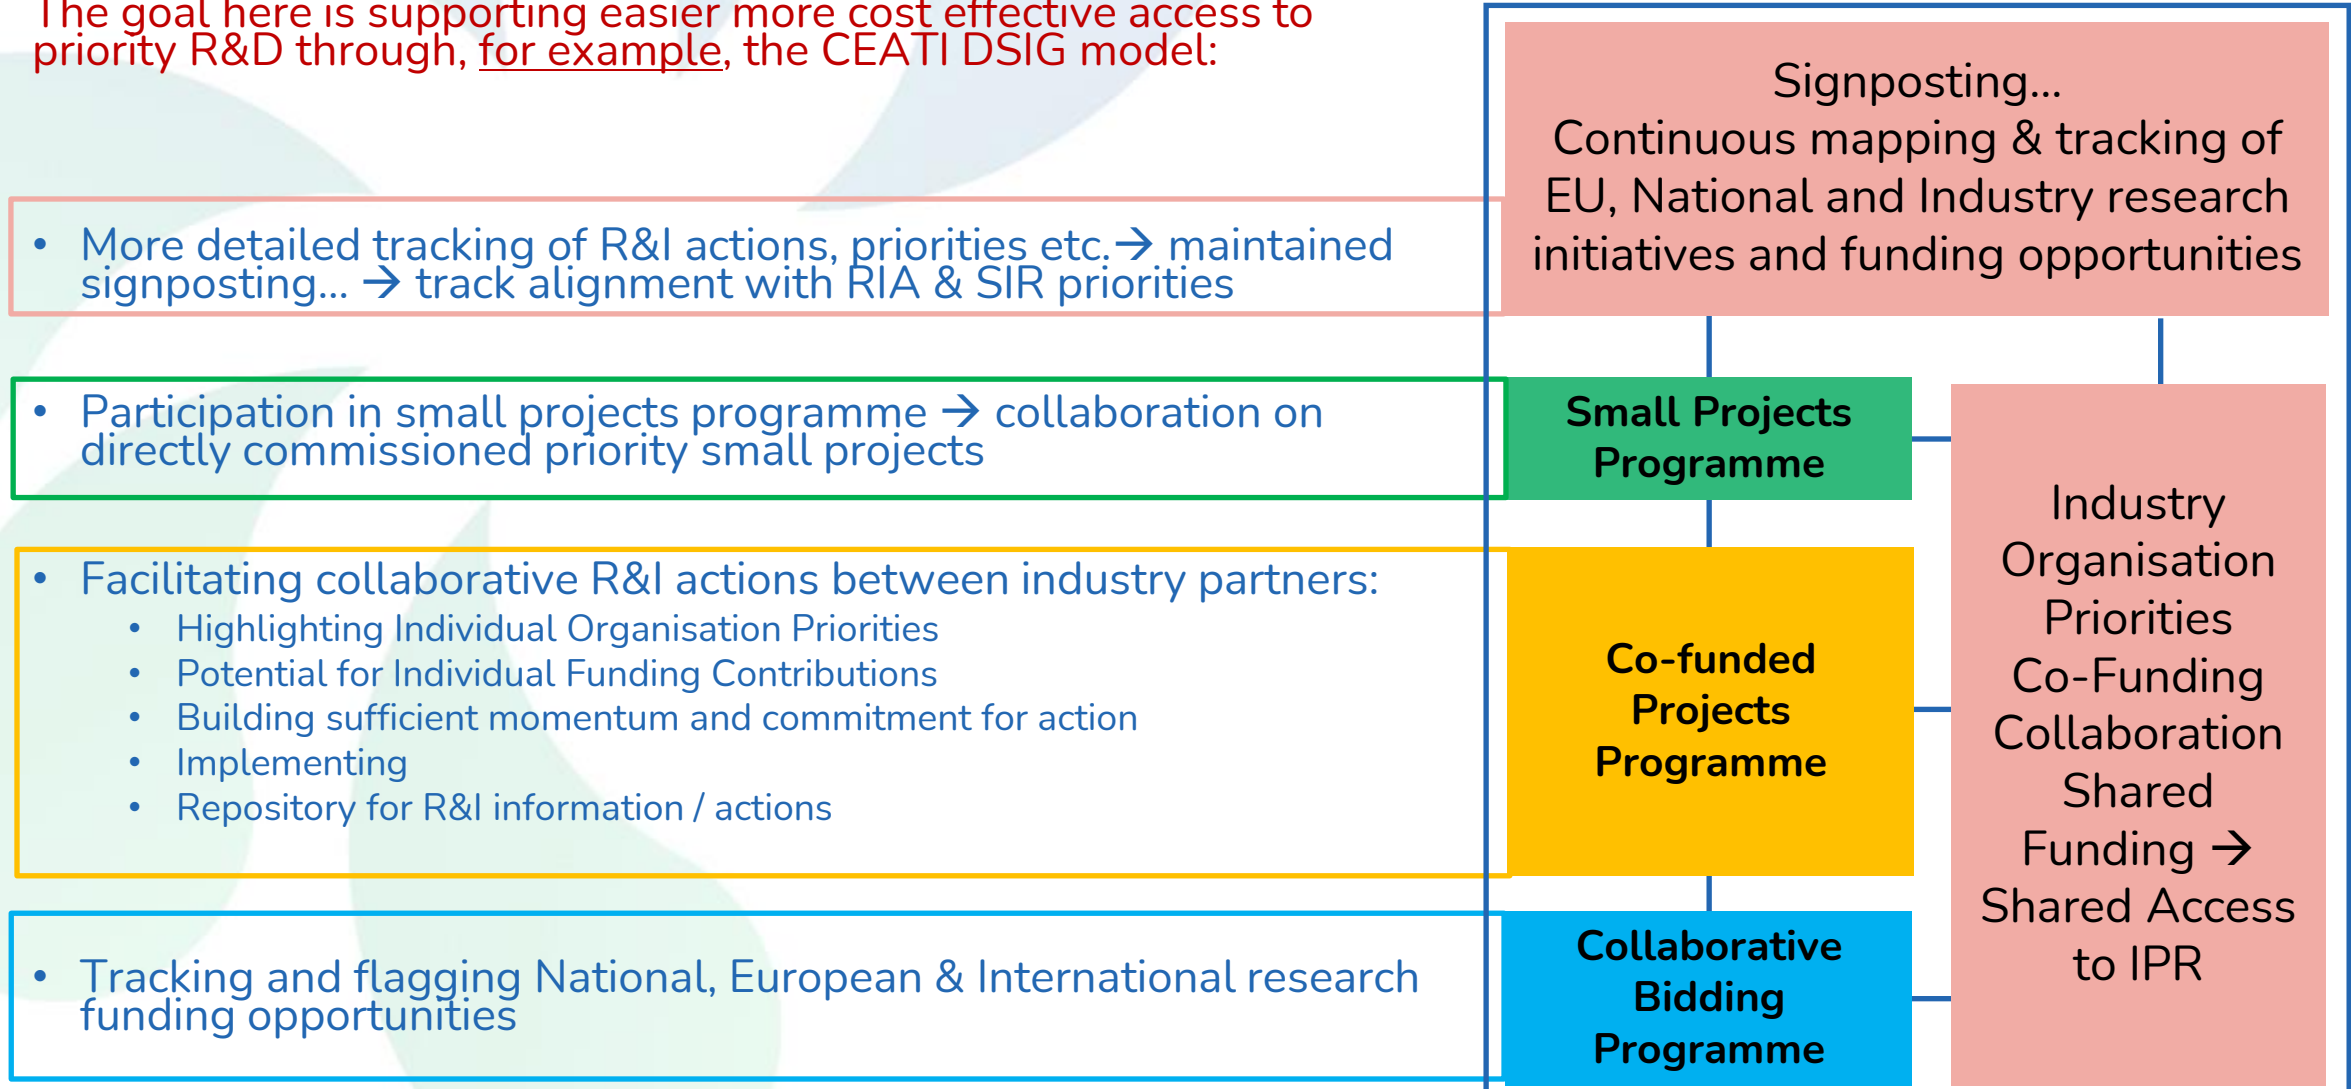 The goal here is supporting easier more cost effective access to
priority R&D through, for example, the CEATI DSIG model:
• More detailed tracking of R&I actions, priorities etc.→ maintained
signposting... → track alignment with RIA & SIR priorities
• Participation in small projects programme → collaboration on
directly commissioned priority small projects
• Facilitating collaborative R&I actions between industry partners:
• Highlighting Individual Organisation Priorities
• Potential for Individual Funding Contributions
• Building sufficient momentum and commitment for action
• Implementing
• Repository for R&I information / actions
• Tracking and flagging National, European & International research
funding opportunities
Signposting...
Continuous mapping & tracking of
EU, National and Industry research
initiatives and funding opportunities
Small Projects
Programme
Co-funded
Projects
Programme
Collaborative
Bidding
Programme
Industry
Organisation
Priorities
Co-Funding
Collaboration
Shared
Funding →
Shared Access
to IPR